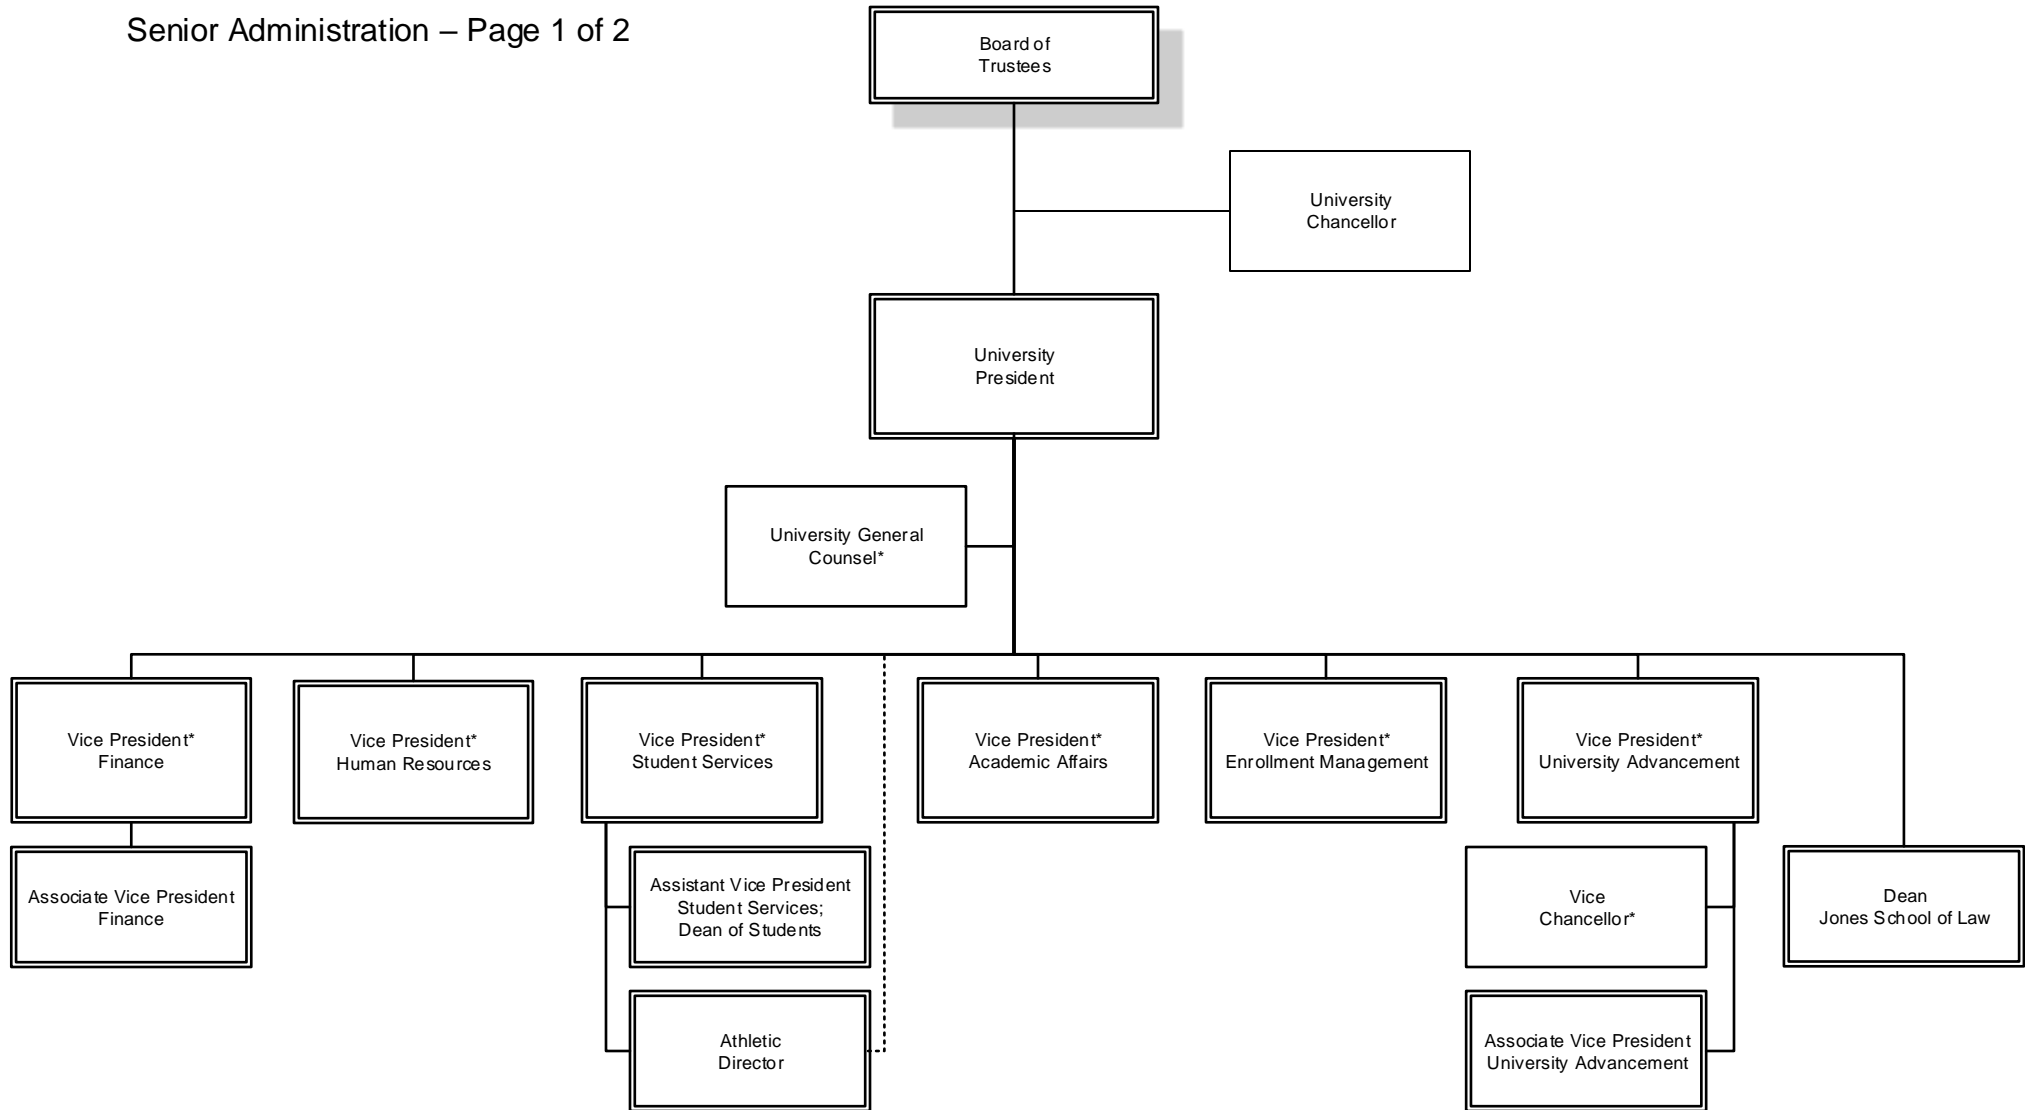 Senior Administration – Page 1 of 2
Board of
Trustees
University
Chancellor
University
President
University General
Counsel*
Vice President*
Finance
Vice President*
Human Resources
Vice President*
Student Services
Vice President*
Academic Affairs
Vice President*
Enrollment Management
Vice President*
University Advancement
Associate Vice President
Finance
Assistant Vice President
Student Services;
Dean of Students
Vice
Chancellor*
Dean
Jones School of Law
Athletic
Director
Associate Vice President
University Advancement